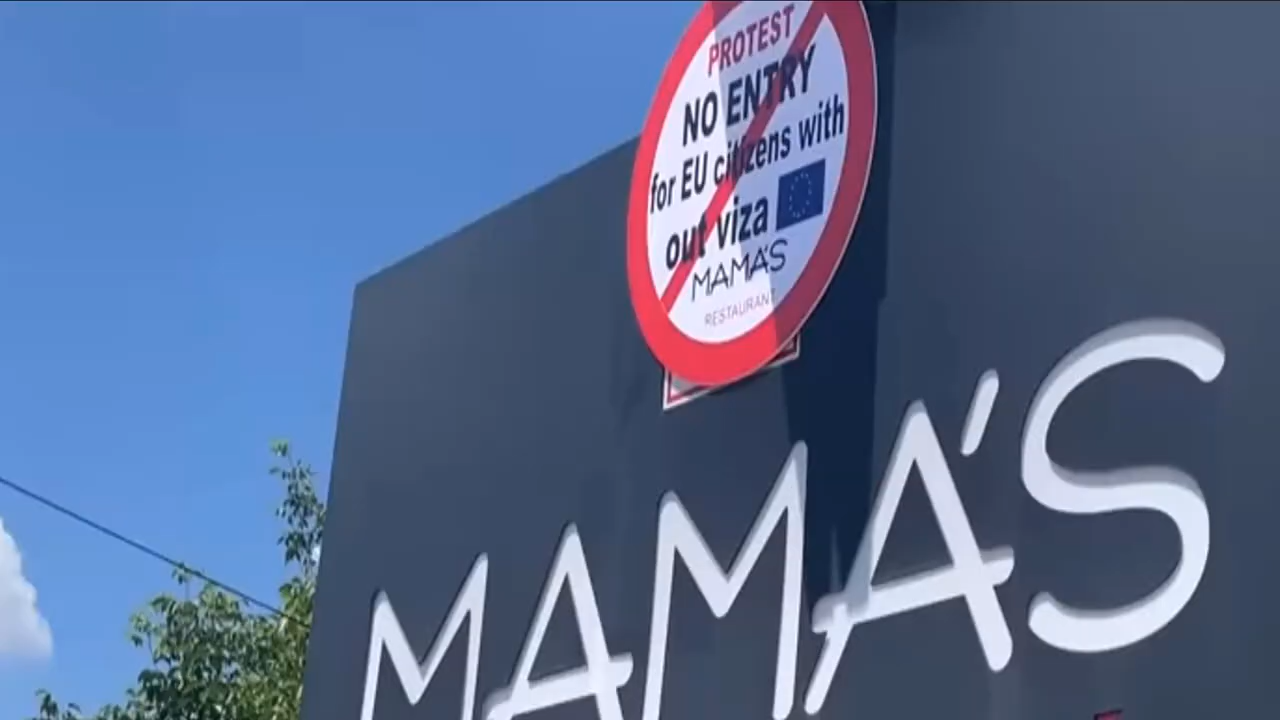 PROTEST
NO ENTRY
for EU citizens with
out viza
MAMA'S
RESTAURANT
MAMA'S